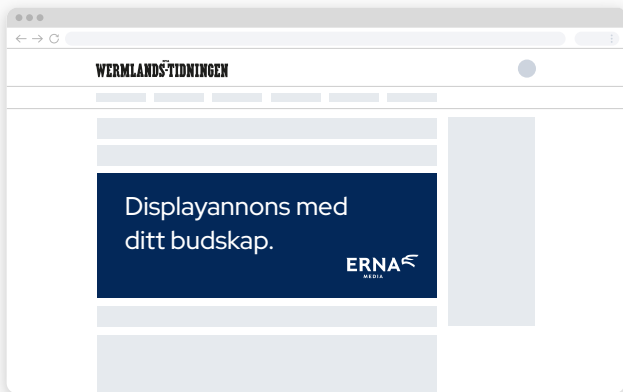 WERMLANDS-TIDNINGEN
Displayannons med
ditt budskap.
ERNA
MEDIA